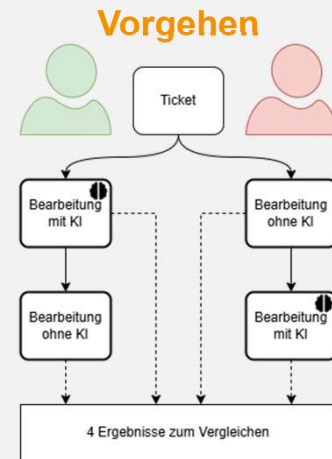 Vorgehen
Ticket
Bearbeitung
mit KI
Bearbeitung
ohne KI
Bearbeitung
ohne KI
Bearbeitung
mit KI
4 Ergebnisse zum Vergleichen